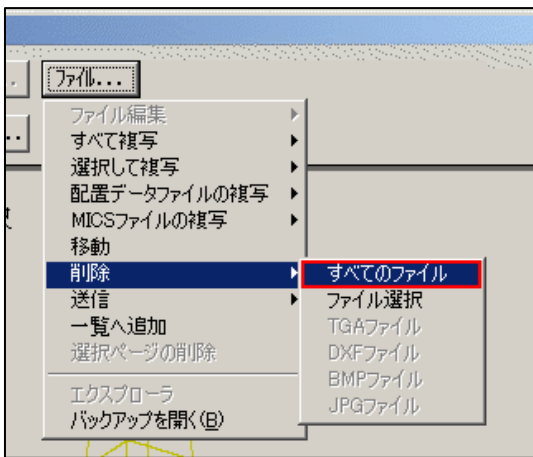 ファイル...
ファイル編集
すべて複写
選択して複写
配置データファイルの複写
MICSファイルの複写
移動
削除
送信
一覧へ追加
選択ページの削除
エクスプローラ
バックアップを開く(B)
すべてのファイル
ファイル選択
TGAファイル
DXFファイル
BMPファイル
JPGファイル